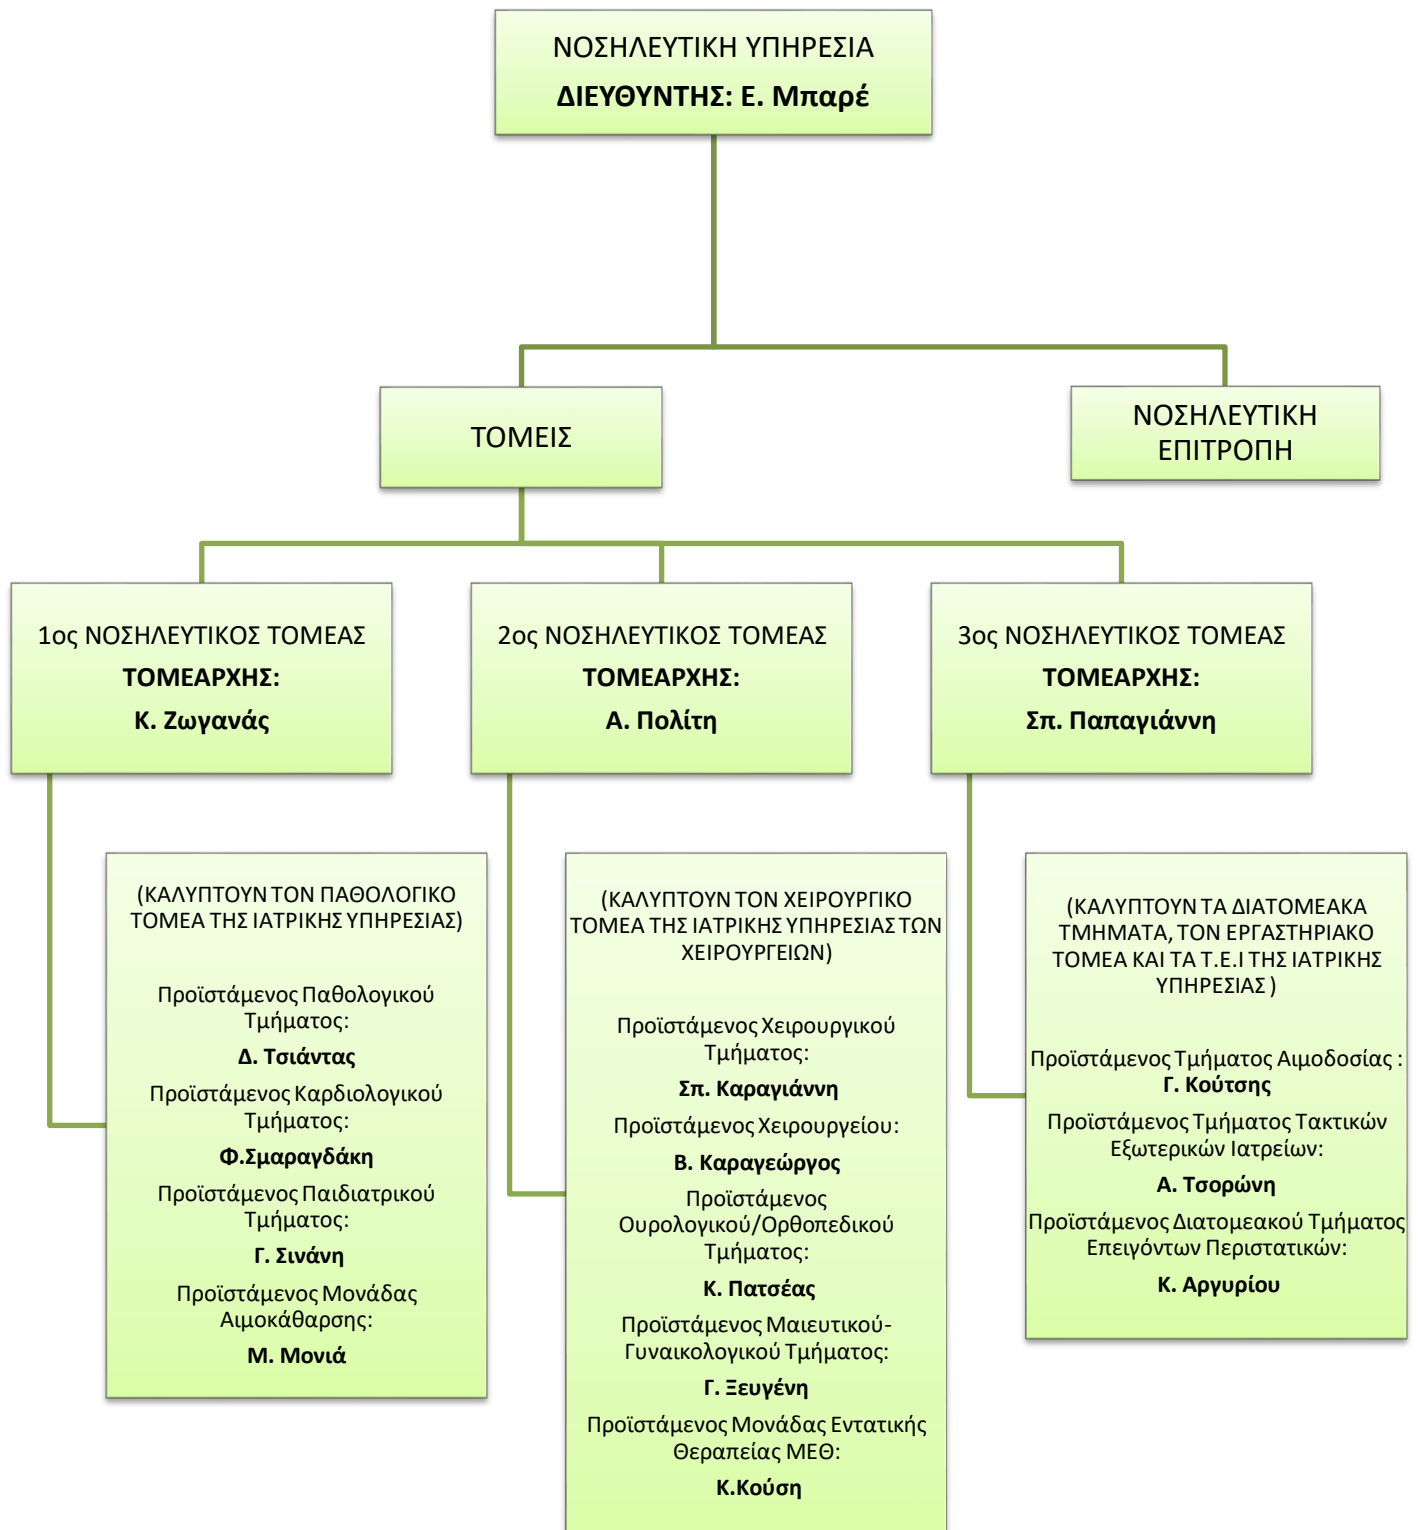 ΝΟΣΗΛΕΥΤΙΚΗ ΥΠΗΡΕΣΙΑ
ΔΙΕΥΘΥΝΤΗΣ: Ε. Μπαρέ
ΤΟΜΕΙΣ
ΝΟΣΗΛΕΥΤΙΚΗ
ΕΠΙΤΡΟΠΗ
1ος ΝΟΣΗΛΕΥΤΙΚΟΣ ΤΟΜΕΑΣ
ΤΟΜΕΑΡΧΗΣ:
Κ. Ζωγανάς
2ος ΝΟΣΗΛΕΥΤΙΚΟΣ ΤΟΜΕΑΣ
ΤΟΜΕΑΡΧΗΣ:
Α. Πολίτη
3ος ΝΟΣΗΛΕΥΤΙΚΟΣ ΤΟΜΕΑΣ
ΤΟΜΕΑΡΧΗΣ:
Σπ. Παπαγιάννη
(ΚΑΛΥΠΤΟΥΝ ΤΟΝ ΠΑΘΟΛΟΓΙΚΟ
ΤΟΜΕΑ ΤΗΣ ΙΑΤΡΙΚΗΣ ΥΠΗΡΕΣΙΑΣ)
Προϊστάμενος Παθολογικού
Τμήματος:
Δ. Τσιάντας
Προϊστάμενος Καρδιολογικού
Τμήματος:
Φ.Σμαραγδάκη
Προϊστάμενος Παιδιατρικού
Τμήματος:
Γ. Σινάνη
Προϊστάμενος Μονάδας
Αιμοκάθαρσης:
Μ. Μονιά
(ΚΑΛΥΠΤΟΥΝ ΤΟΝ ΧΕΙΡΟΥΡΓΙΚΟ
ΤΟΜΕΑ ΤΗΣ ΙΑΤΡΙΚΗΣ ΥΠΗΡΕΣΙΑΣ ΤΩΝ
ΧΕΙΡΟΥΡΓΕΙΩΝ)
Προϊστάμενος Χειρουργικού
Τμήματος:
Σπ. Καραγιάννη
Προϊστάμενος Χειρουργείου:
Β. Καραγεώργος
Προϊστάμενος
Ουρολογικού/Ορθοπεδικού
Τμήματος:
Κ. Πατσέας
Προϊστάμενος Μαιευτικού-
Γυναικολογικού Τμήματος:
Γ. Ξευγένη
Προϊστάμενος Μονάδας Εντατικής
Θεραπείας ΜΕΘ:
Κ.Κούση
(ΚΑΛΥΠΤΟΥΝ ΤΑ ΔΙΑΤΟΜΕΑΚΑ
ΤΜΗΜΑΤΑ, ΤΟΝ ΕΡΓΑΣΤΗΡΙΑΚΟ
ΤΟΜΕΑ ΚΑΙ ΤΑ Τ.Ε.Ι ΤΗΣ ΙΑΤΡΙΚΗΣ
ΥΠΗΡΕΣΙΑΣ )
Προϊστάμενος Τμήματος Αιμοδοσίας :
Γ. Κούτσης
Προϊστάμενος Τμήματος Τακτικών
Εξωτερικών Ιατρείων:
Α. Τσορώνη
Προϊστάμενος Διατομεακού Τμήματος
Επειγόντων Περιστατικών:
Κ. Αργυρίου